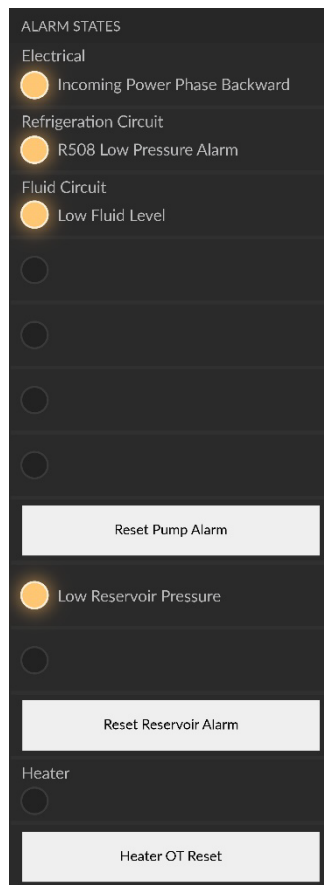 ALARM STATES
Electrical
Incoming Power Phase Backward
Refrigeration Circuit
R508 Low Pressure Alarm
Fluid Circuit
Low Fluid Level
Reset Pump Alarm
Low Reservoir Pressure
Reset Reservoir Alarm
Heater
Heater OT Reset